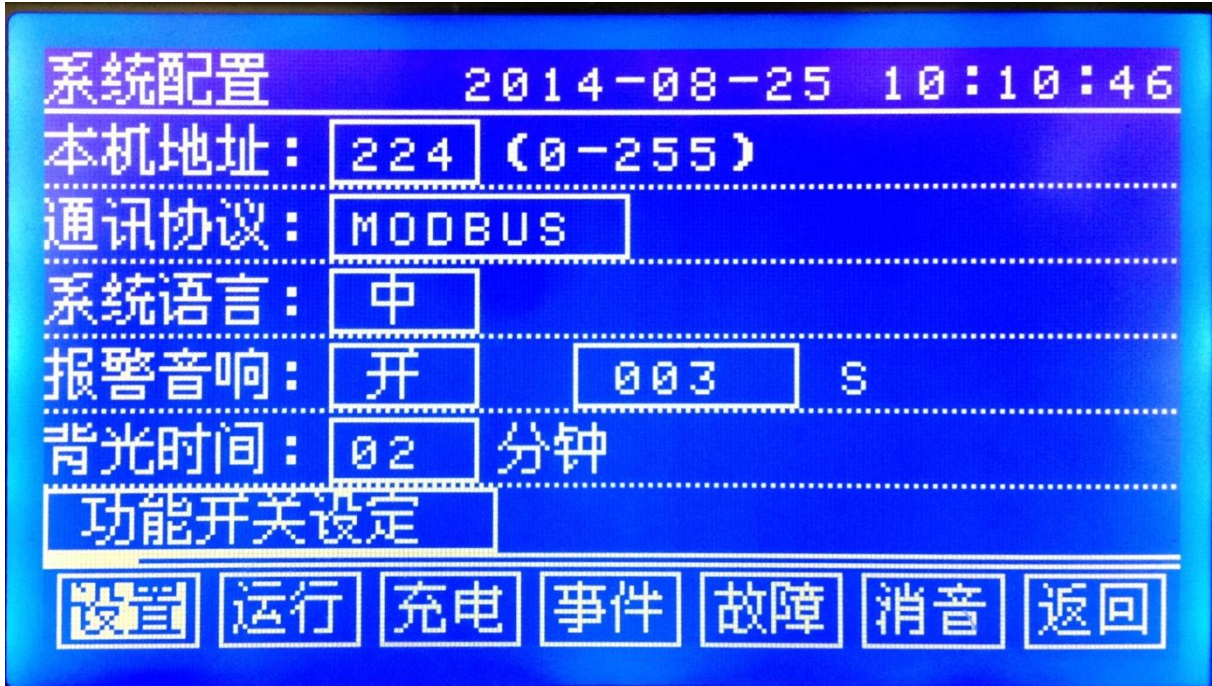 系统配置 2014-08-25 10:10:46
本机地址: 224 (0-255)
通讯协议: MODBUS
系统语言: 中
报警音响: 开 003 S
背光时间: 02 分钟
功能开关设定
设置 运行 充电 事件 故障 消音 返回